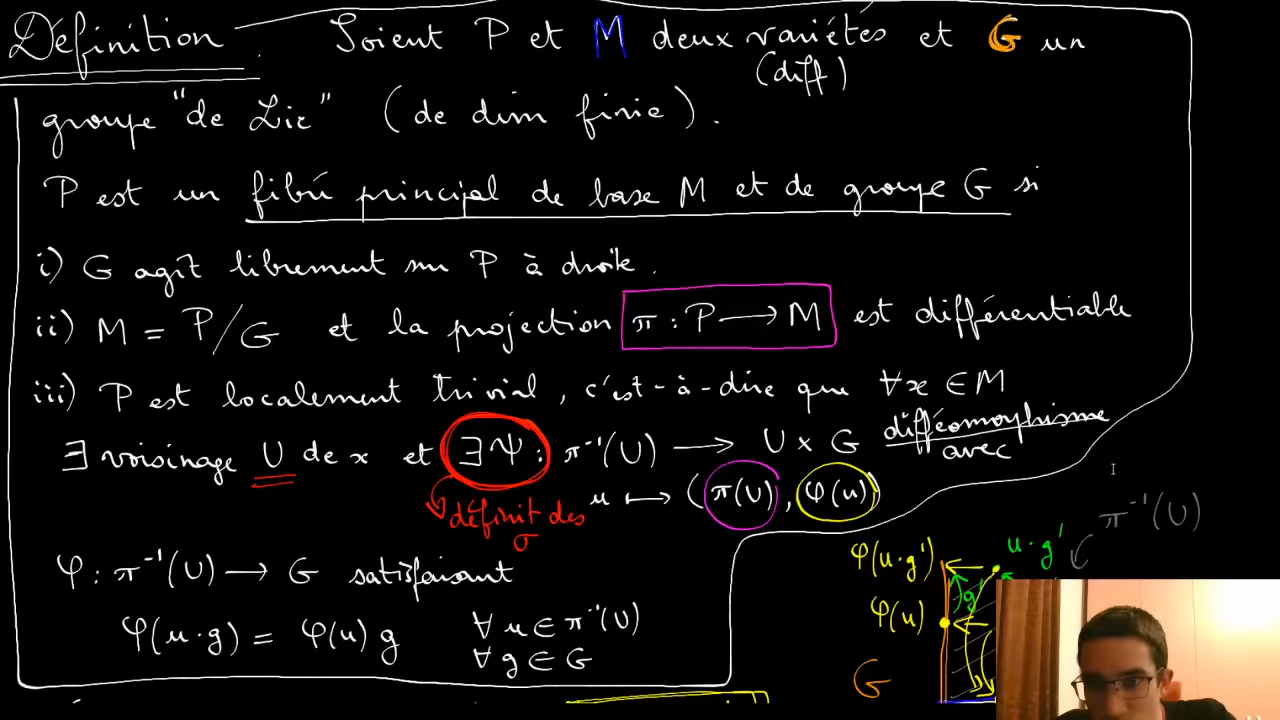 Définition. Soient P et M deux variétés et G un
(diff)
groupe "de Lie" (de dim finie).
P est un fibré principal de base M et de groupe G si
i) G agit librement sur P à droite.
ii) M = P/G et la projection π : P ⟶ M est différentiable
iii) P est localement trivial, c'est-à-dire que ∀x ∈ M
∃ voisinage U de x et ∃Ψ : π⁻¹(U) ⟶ U × G difféomorphisme
avec
u ⟼ (π(U), φ(u))
définit des
σ
φ : π⁻¹(U) ⟶ G satisfaisant
φ(u·g) = φ(u) g ∀ u ∈ π⁻¹(U)
∀ g ∈ G
π⁻¹(U)
φ(u·g') u·g'
g'
φ(u)
G